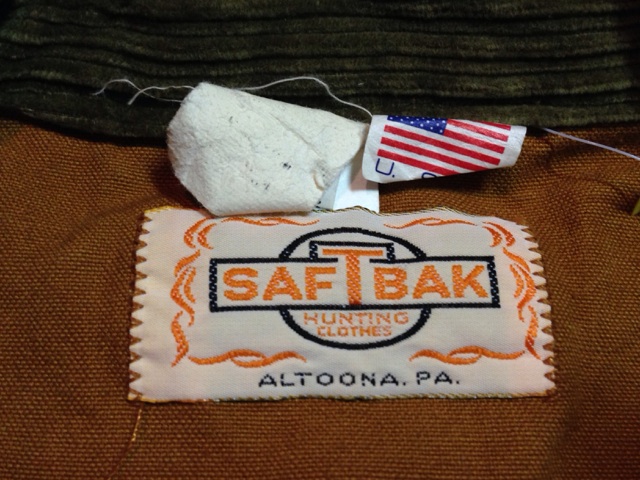 U.
SAFTBAK
HUNTING
CLOTHES
ALTOONA, PA.